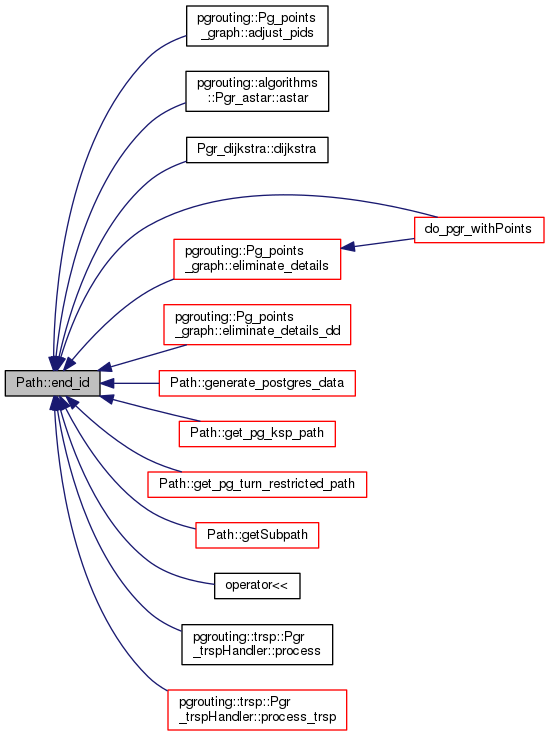 pgrouting::Pg_points
_graph::adjust_pids
pgrouting::algorithms
::Pgr_astar::astar
Pgr_dijkstra::dijkstra
do_pgr_withPoints
pgrouting::Pg_points
_graph::eliminate_details
pgrouting::Pg_points
_graph::eliminate_details_dd
Path::end_id
Path::generate_postgres_data
Path::get_pg_ksp_path
Path::get_pg_turn_restricted_path
Path::getSubpath
operator<<
pgrouting::trsp::Pgr
_trspHandler::process
pgrouting::trsp::Pgr
_trspHandler::process_trsp